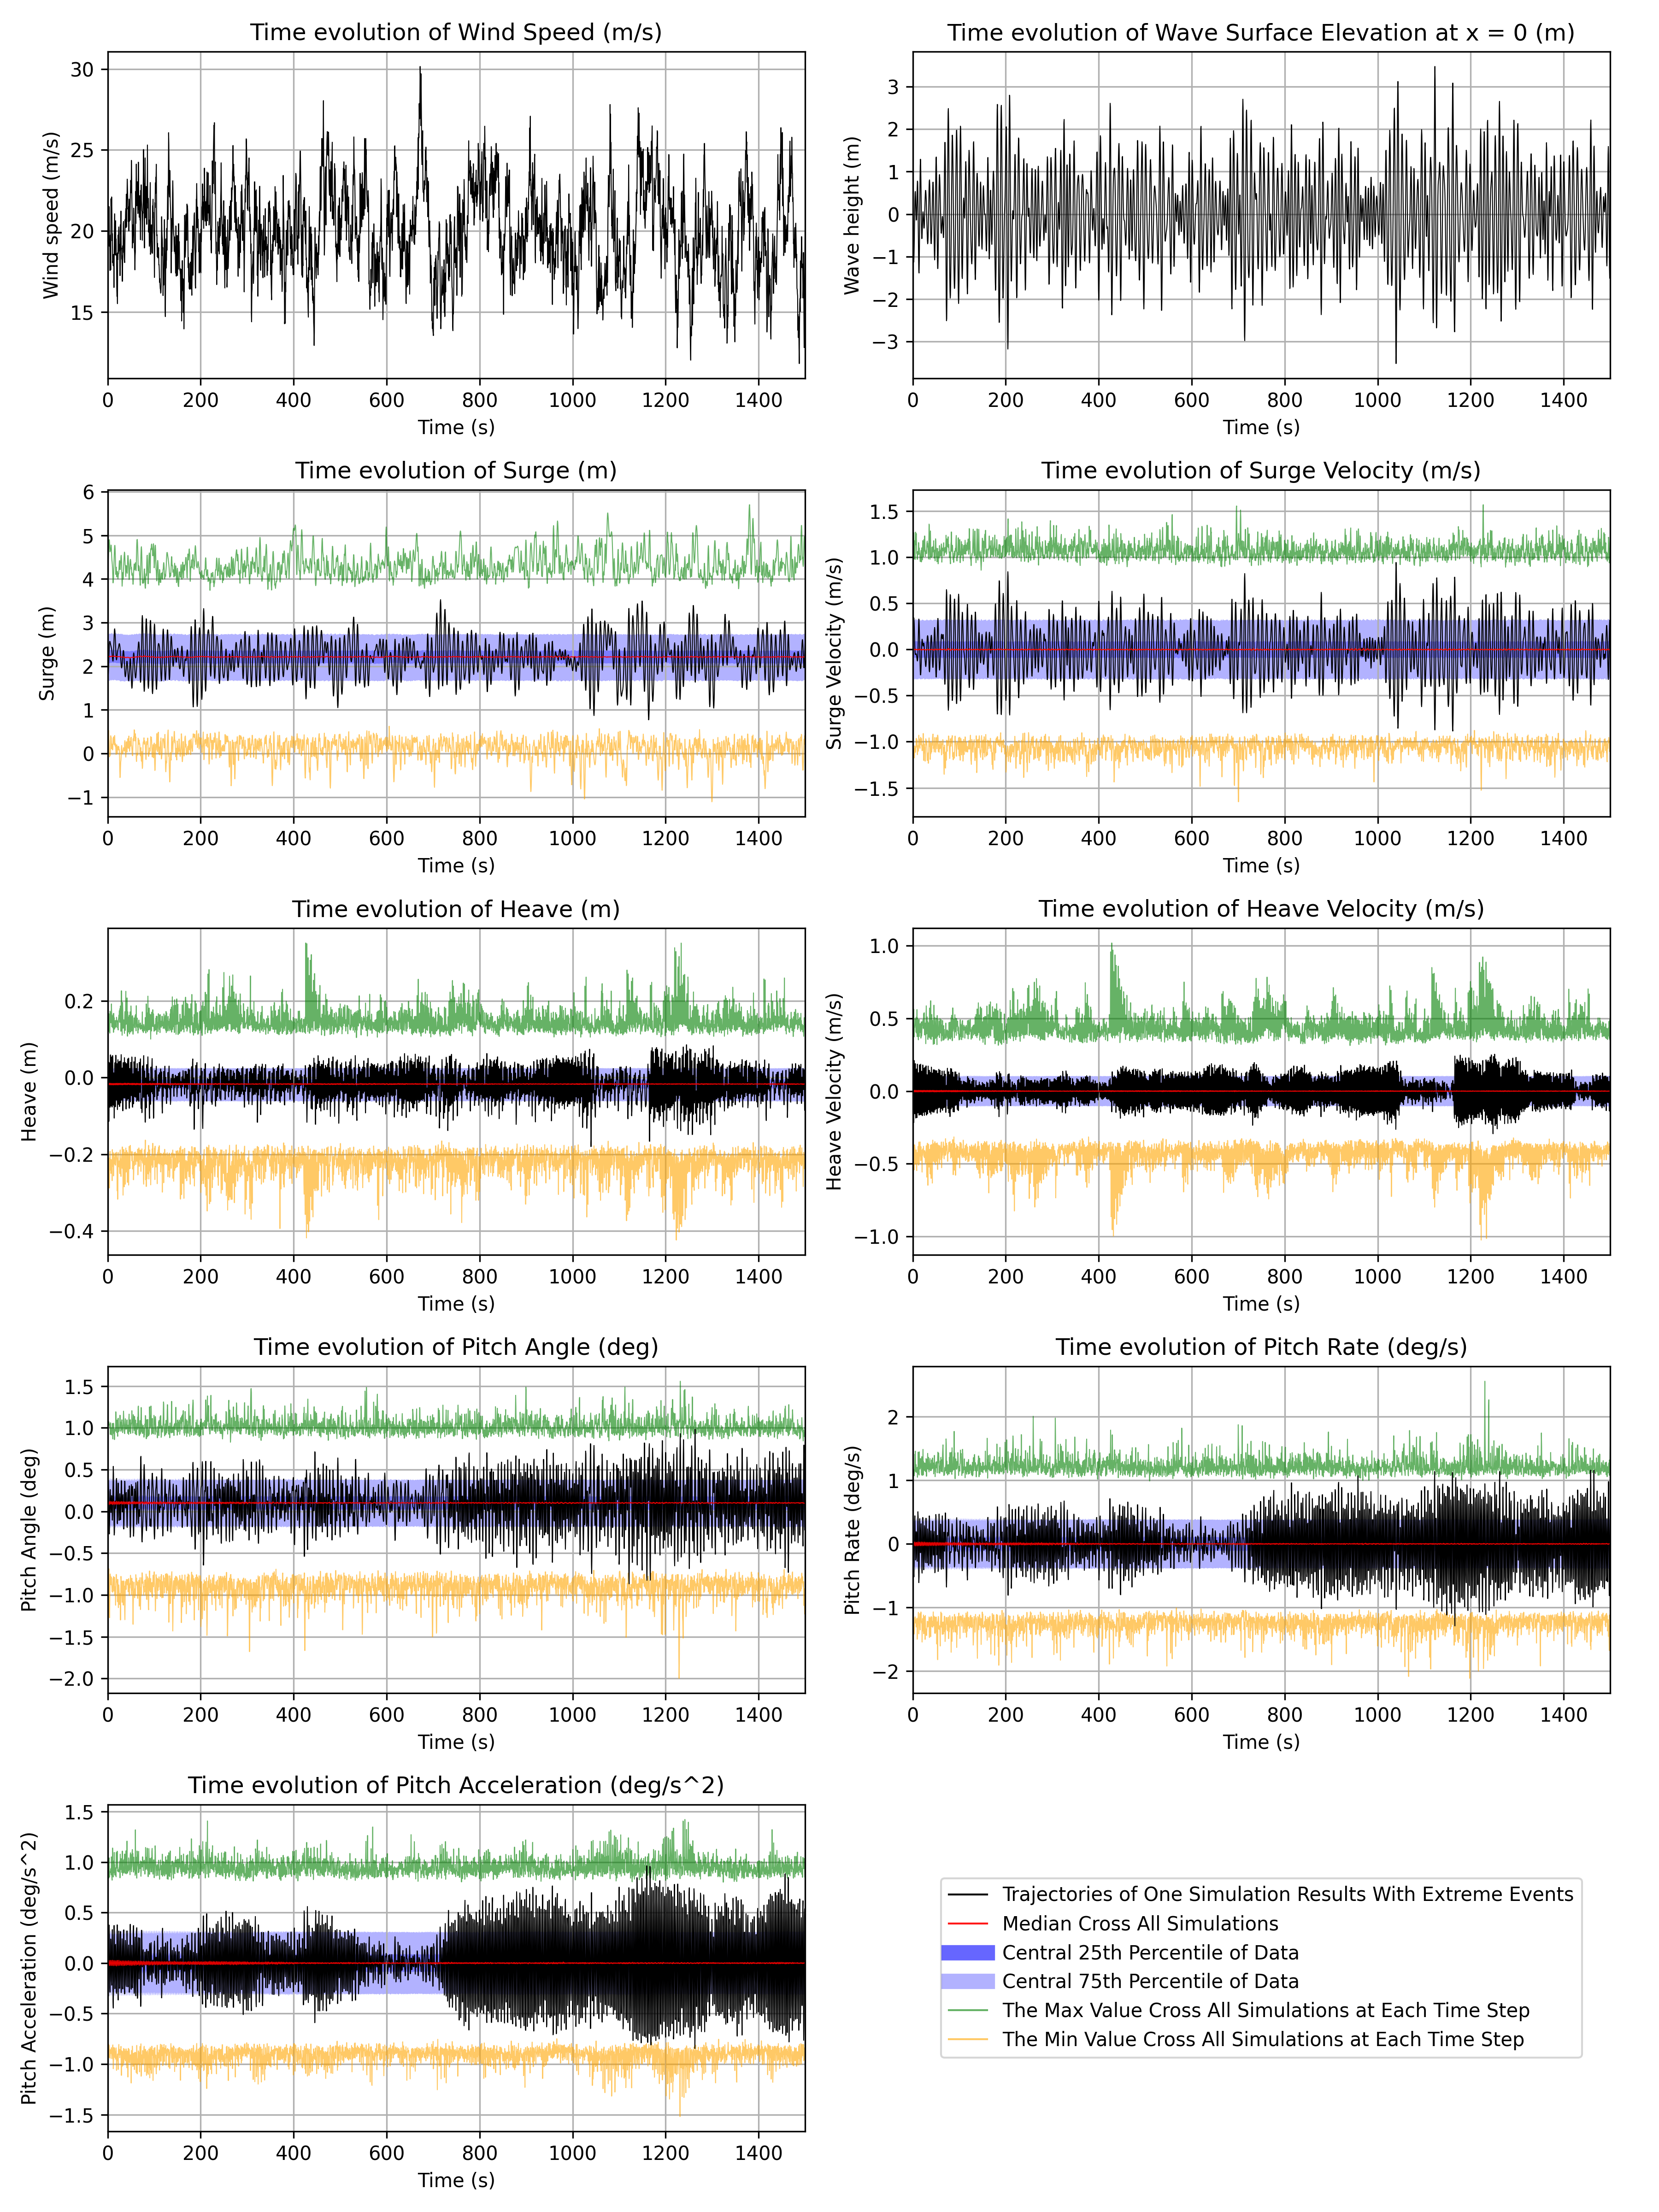 Time evolution of Wind Speed (m/s)
Wind speed (m/s)
30
25
20
15
0 200 400 600 800 1000 1200 1400
Time (s)
Time evolution of Wave Surface Elevation at x = 0 (m)
Wave height (m)
3
2
1
0
−1
−2
−3
0 200 400 600 800 1000 1200 1400
Time (s)
Time evolution of Surge (m)
Surge (m)
6
5
4
3
2
1
0
−1
0 200 400 600 800 1000 1200 1400
Time (s)
Time evolution of Surge Velocity (m/s)
Surge Velocity (m/s)
1.5
1.0
0.5
0.0
−0.5
−1.0
−1.5
0 200 400 600 800 1000 1200 1400
Time (s)
Time evolution of Heave (m)
Heave (m)
0.2
0.0
−0.2
−0.4
0 200 400 600 800 1000 1200 1400
Time (s)
Time evolution of Heave Velocity (m/s)
Heave Velocity (m/s)
1.0
0.5
0.0
−0.5
−1.0
0 200 400 600 800 1000 1200 1400
Time (s)
Time evolution of Pitch Angle (deg)
Pitch Angle (deg)
1.5
1.0
0.5
0.0
−0.5
−1.0
−1.5
−2.0
0 200 400 600 800 1000 1200 1400
Time (s)
Time evolution of Pitch Rate (deg/s)
Pitch Rate (deg/s)
2
1
0
−1
−2
0 200 400 600 800 1000 1200 1400
Time (s)
Time evolution of Pitch Acceleration (deg/s^2)
Pitch Acceleration (deg/s^2)
1.5
1.0
0.5
0.0
−0.5
−1.0
−1.5
0 200 400 600 800 1000 1200 1400
Time (s)
Trajectories of One Simulation Results With Extreme Events
Median Cross All Simulations
Central 25th Percentile of Data
Central 75th Percentile of Data
The Max Value Cross All Simulations at Each Time Step
The Min Value Cross All Simulations at Each Time Step